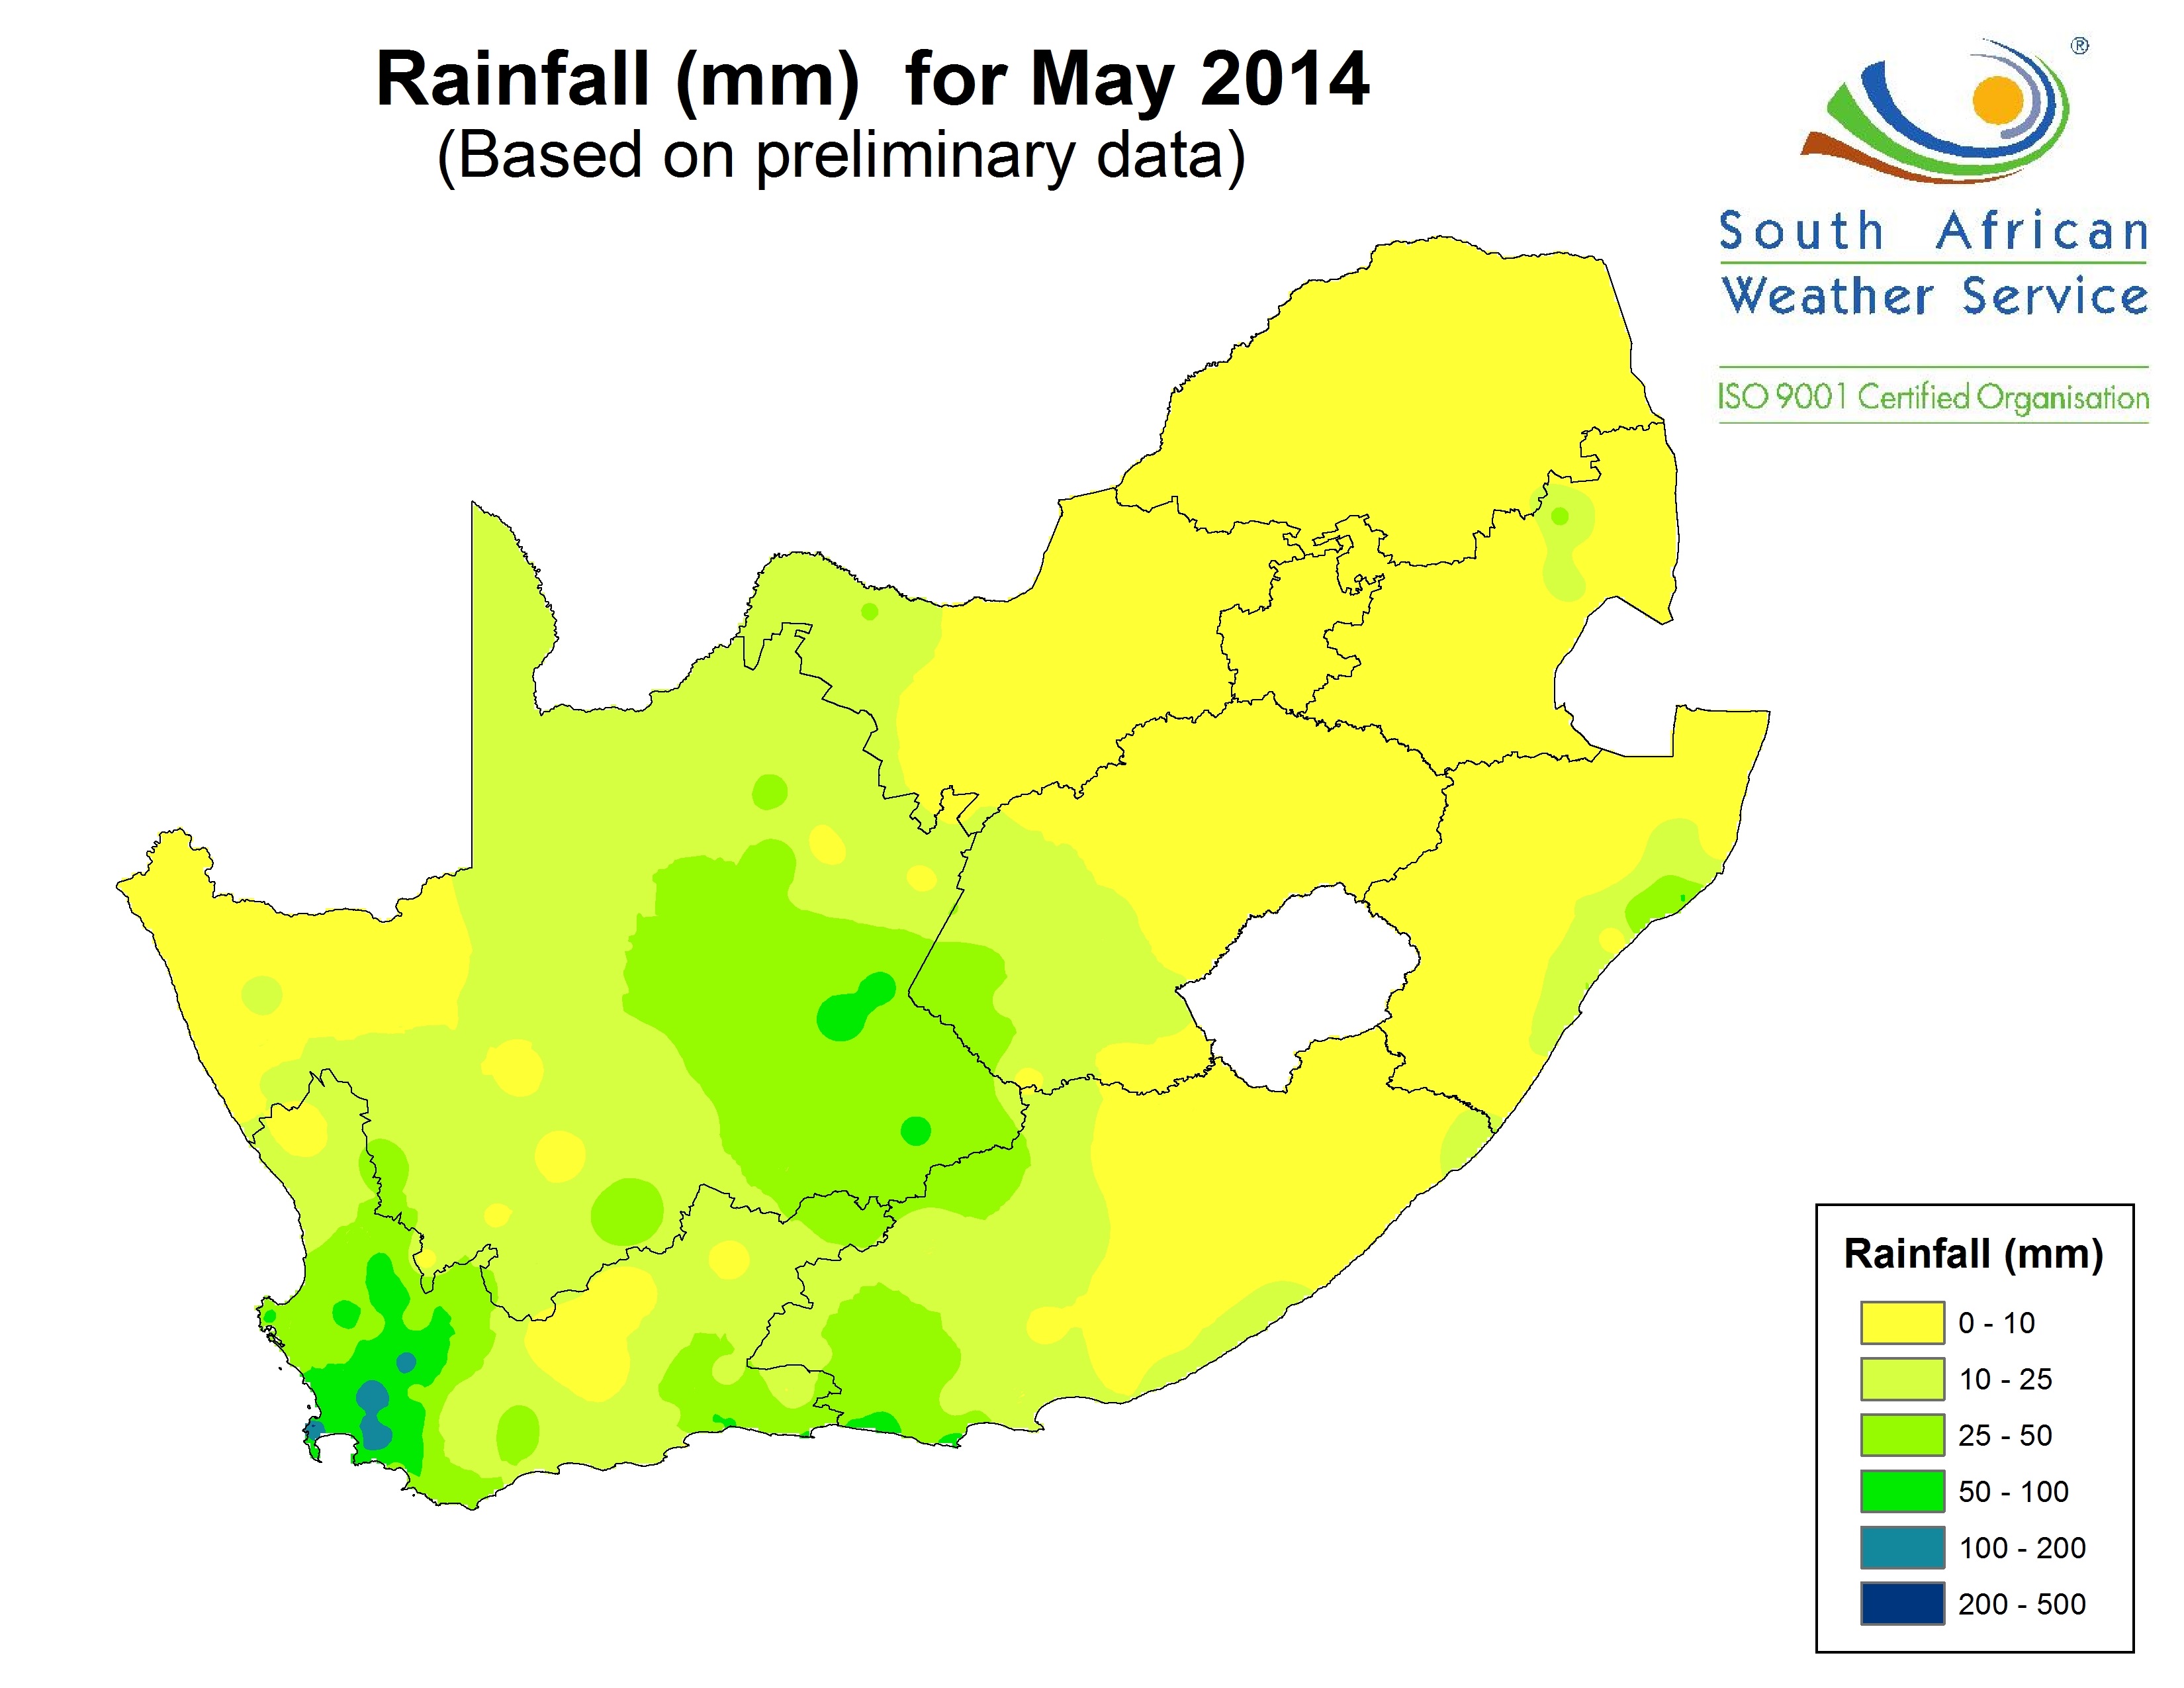 Rainfall (mm)  for May 2014
(Based on preliminary data)
®
South African
Weather Service
ISO 9001 Certified Organisation
Rainfall (mm)
0 - 10
10 - 25
25 - 50
50 - 100
100 - 200
200 - 500